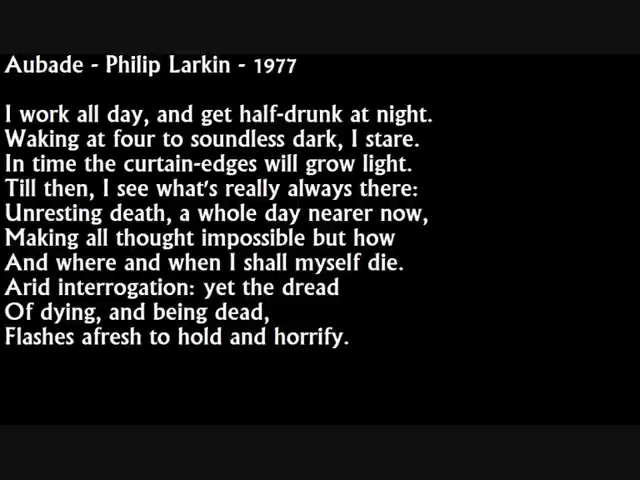 Aubade - Philip Larkin - 1977
I work all day, and get half-drunk at night.
Waking at four to soundless dark, I stare.
In time the curtain-edges will grow light.
Till then, I see what's really always there:
Unresting death, a whole day nearer now,
Making all thought impossible but how
And where and when I shall myself die.
Arid interrogation: yet the dread
Of dying, and being dead,
Flashes afresh to hold and horrify.